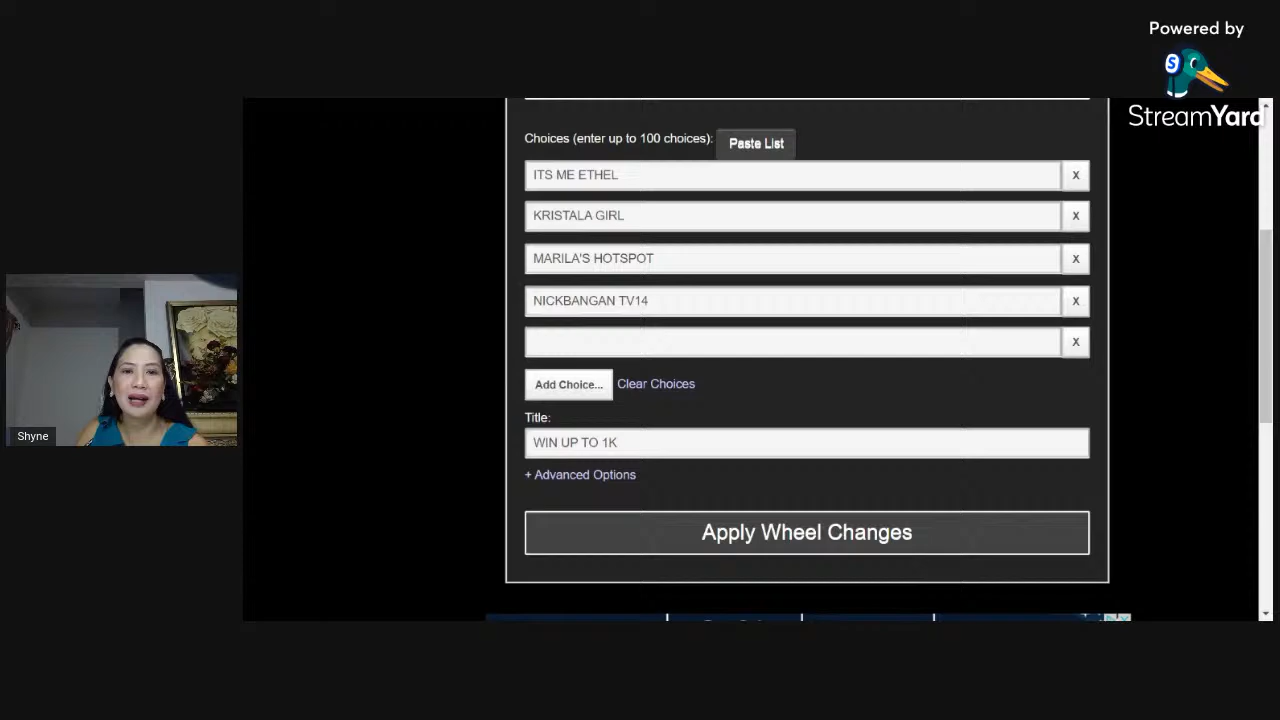 Powered by
StreamYard
Choices (enter up to 100 choices): Paste List
ITS ME ETHEL X
KRISTALA GIRL X
MARILA'S HOTSPOT X
NICKBANGAN TV14 X
X
Add Choice... Clear Choices
Title:
WIN UP TO 1K
+ Advanced Options
Apply Wheel Changes
Shyne